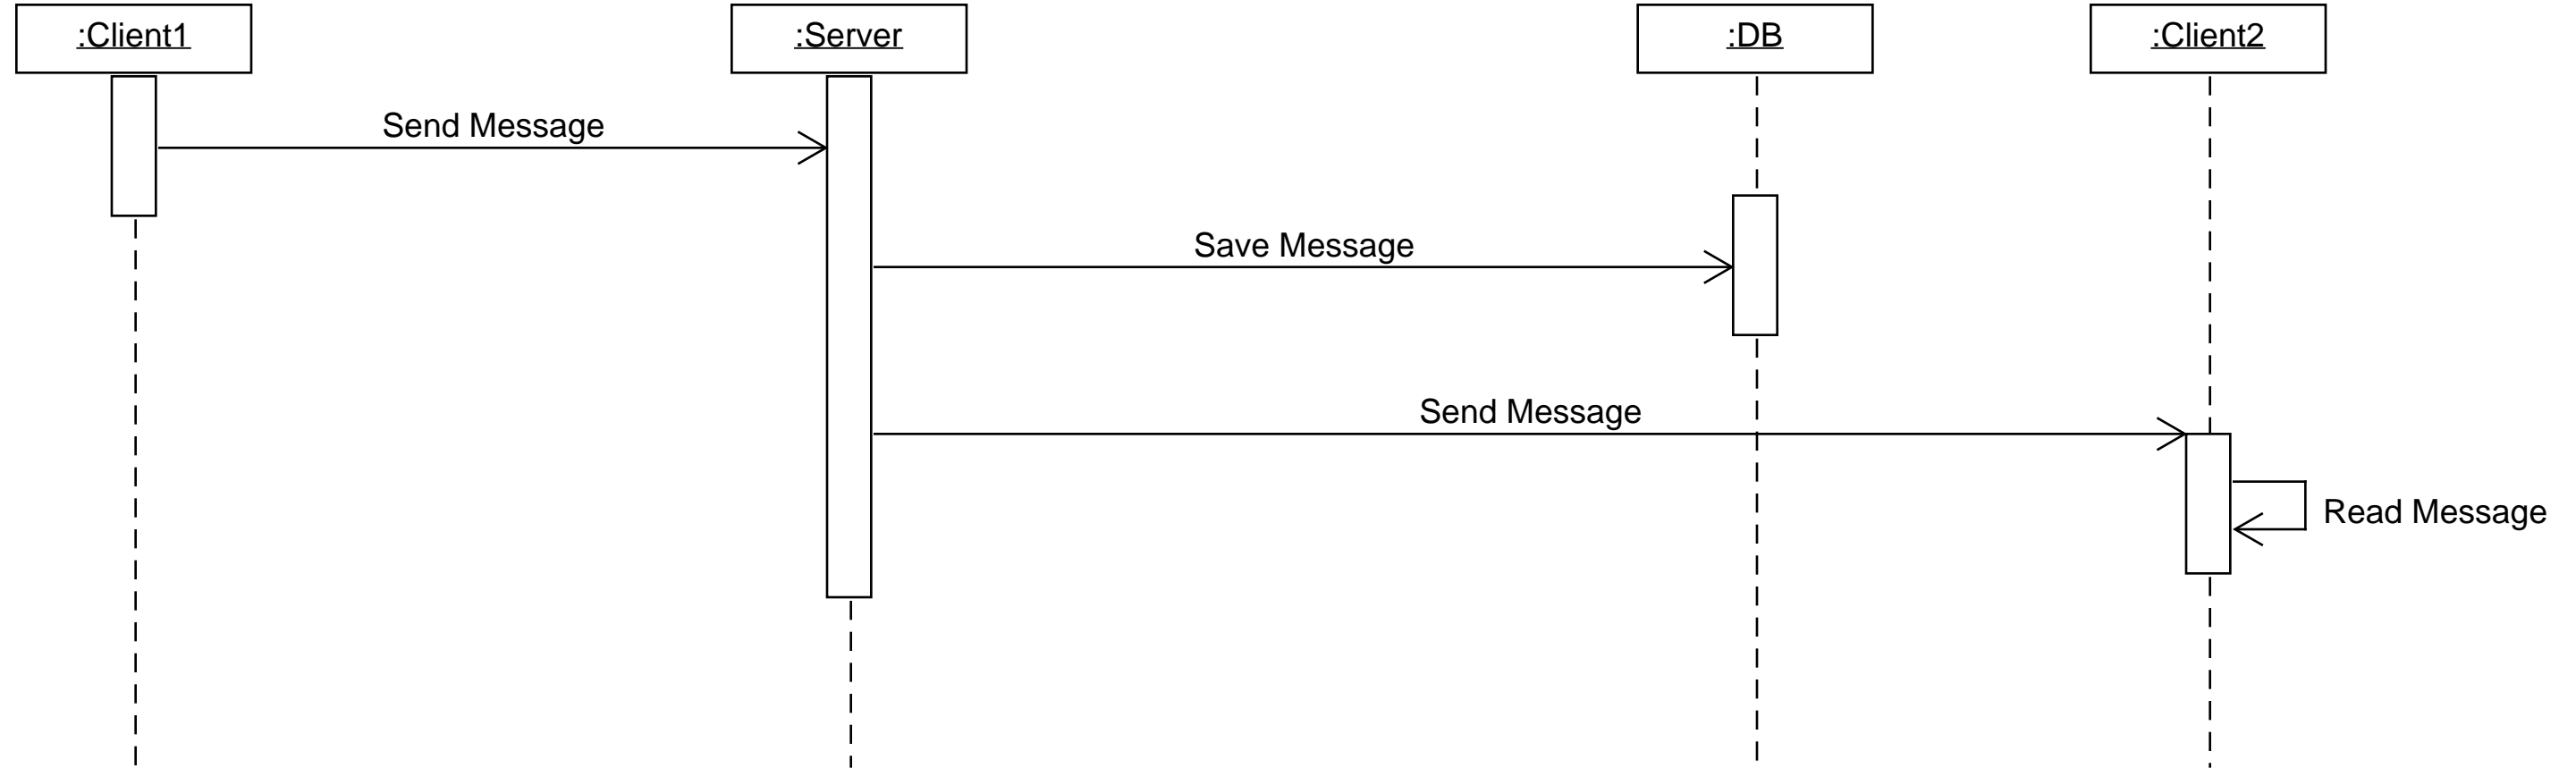 :Client1
:Server
:DB
:Client2
Send Message
Save Message
Send Message
Read Message